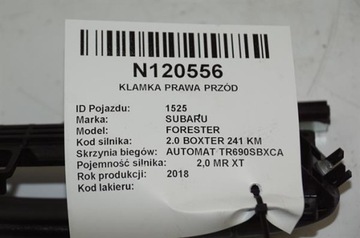 N120556
KLAMKA PRAWA PRZÓD
ID Pojazdu: 1525
Marka: SUBARU
Model: FORESTER
Kod silnika: 2.0 BOXTER 241 KM
Skrzynia biegów: AUTOMAT TR690SBXCA
Pojemność silnika: 2,0 MR XT
Rok produkcji: 2018
Kod lakieru: